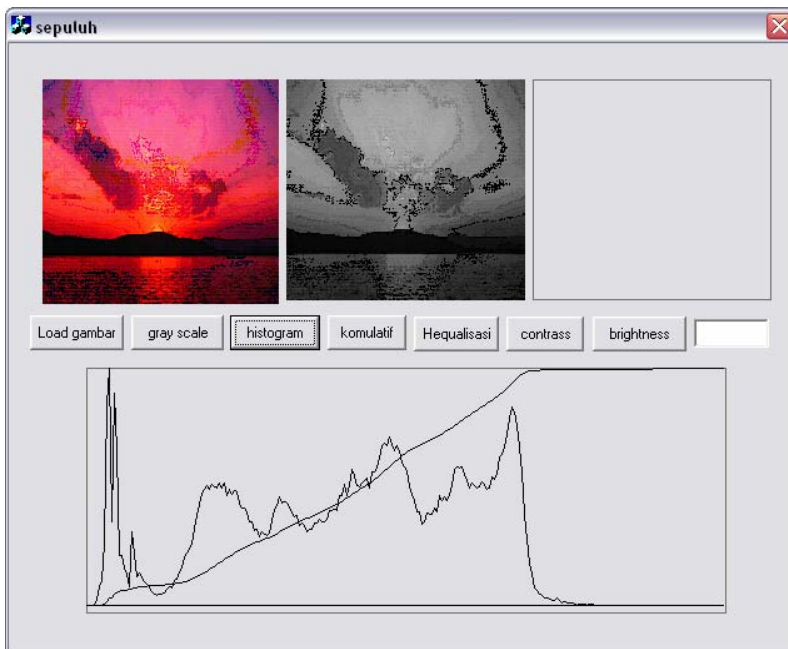 sepuluh
Load gambar
gray scale
histogram
komulatif
Hequalisasi
contrass
brightness